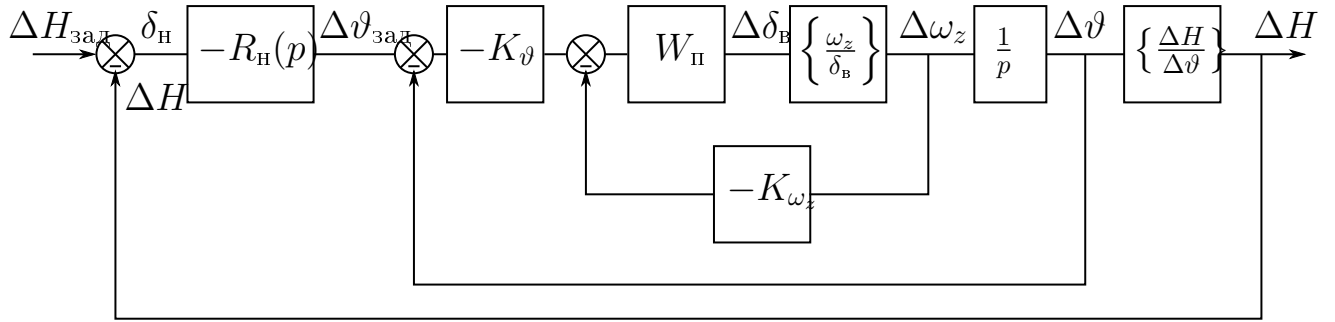 ΔH_зад
δ_н
-R_н(p)
Δϑ_зад
-K_ϑ
W_п
Δδ_в
{ω_z/δ_в}
Δω_z
1/p
Δϑ
{ΔH/Δϑ}
ΔH
-
-
-
ΔH
-K_ω_z